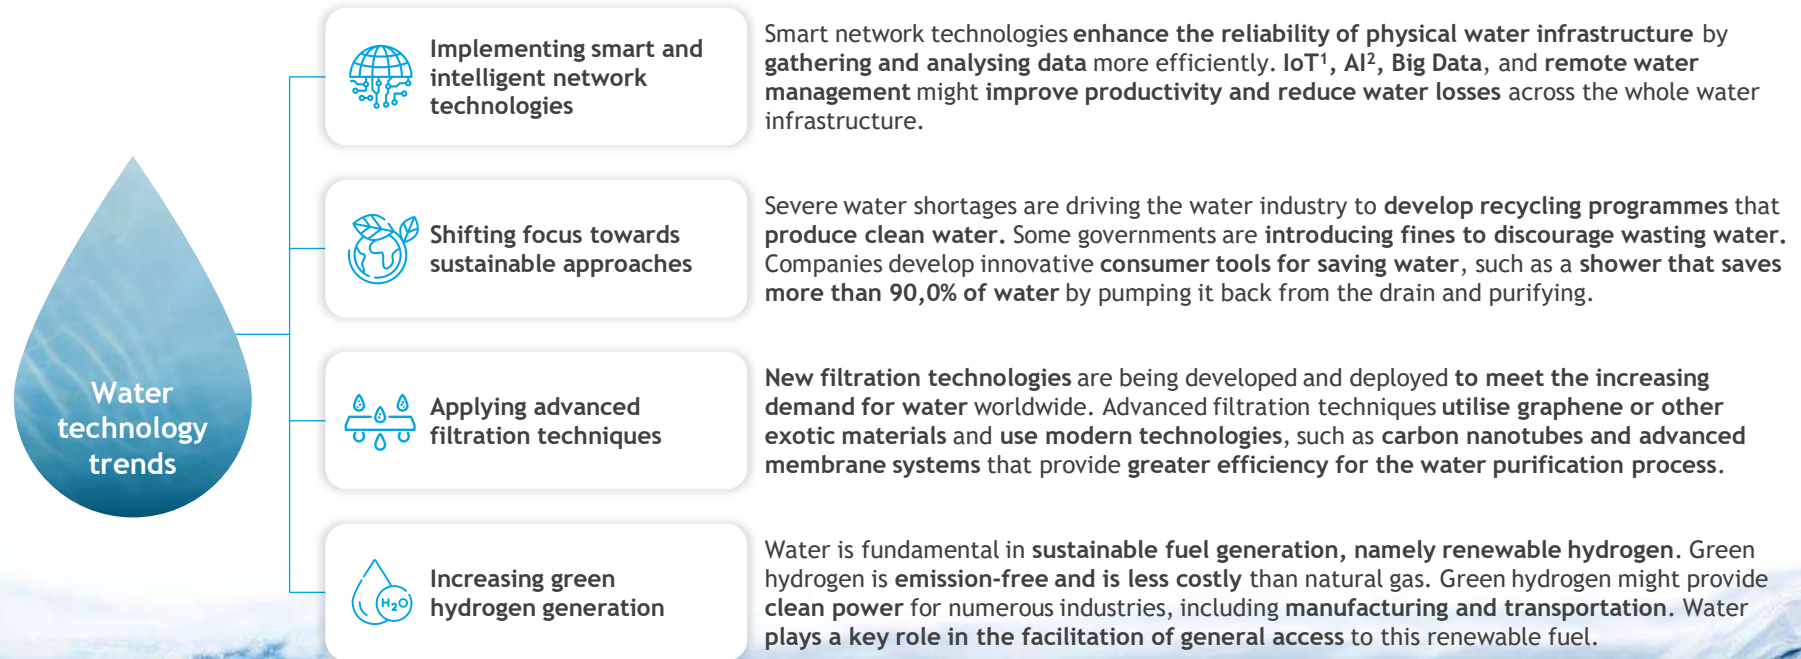 Water
technology
trends
Implementing smart and
intelligent network
technologies
Smart network technologies enhance the reliability of physical water infrastructure by
gathering and analysing data more efficiently. IoT¹, AI², Big Data, and remote water
management might improve productivity and reduce water losses across the whole water
infrastructure.
Shifting focus towards
sustainable approaches
Severe water shortages are driving the water industry to develop recycling programmes that
produce clean water. Some governments are introducing fines to discourage wasting water.
Companies develop innovative consumer tools for saving water, such as a shower that saves
more than 90,0% of water by pumping it back from the drain and purifying.
Applying advanced
filtration techniques
New filtration technologies are being developed and deployed to meet the increasing
demand for water worldwide. Advanced filtration techniques utilise graphene or other
exotic materials and use modern technologies, such as carbon nanotubes and advanced
membrane systems that provide greater efficiency for the water purification process.
H₂O
Increasing green
hydrogen generation
Water is fundamental in sustainable fuel generation, namely renewable hydrogen. Green
hydrogen is emission-free and is less costly than natural gas. Green hydrogen might provide
clean power for numerous industries, including manufacturing and transportation. Water
plays a key role in the facilitation of general access to this renewable fuel.